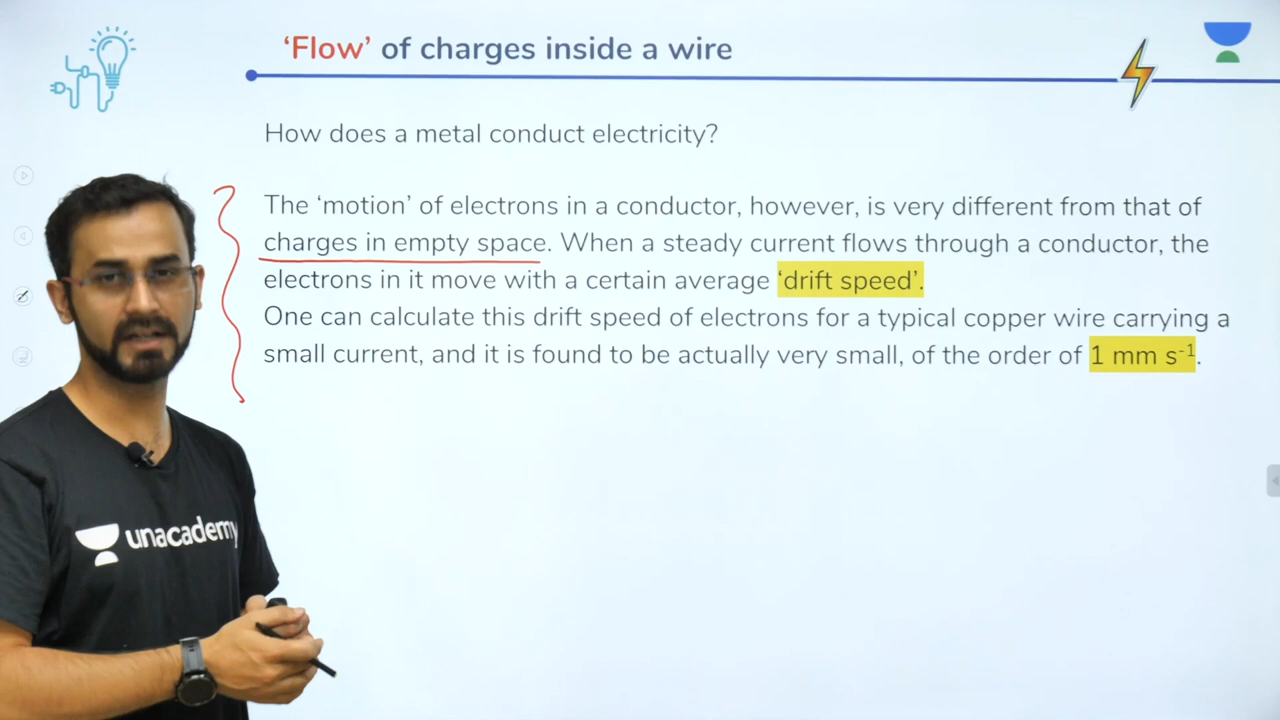 ‘Flow’ of charges inside a wire
How does a metal conduct electricity?
The ‘motion’ of electrons in a conductor, however, is very different from that of
charges in empty space. When a steady current flows through a conductor, the
electrons in it move with a certain average ‘drift speed’.
One can calculate this drift speed of electrons for a typical copper wire carrying a
small current, and it is found to be actually very small, of the order of 1 mm s⁻¹.
unacademy